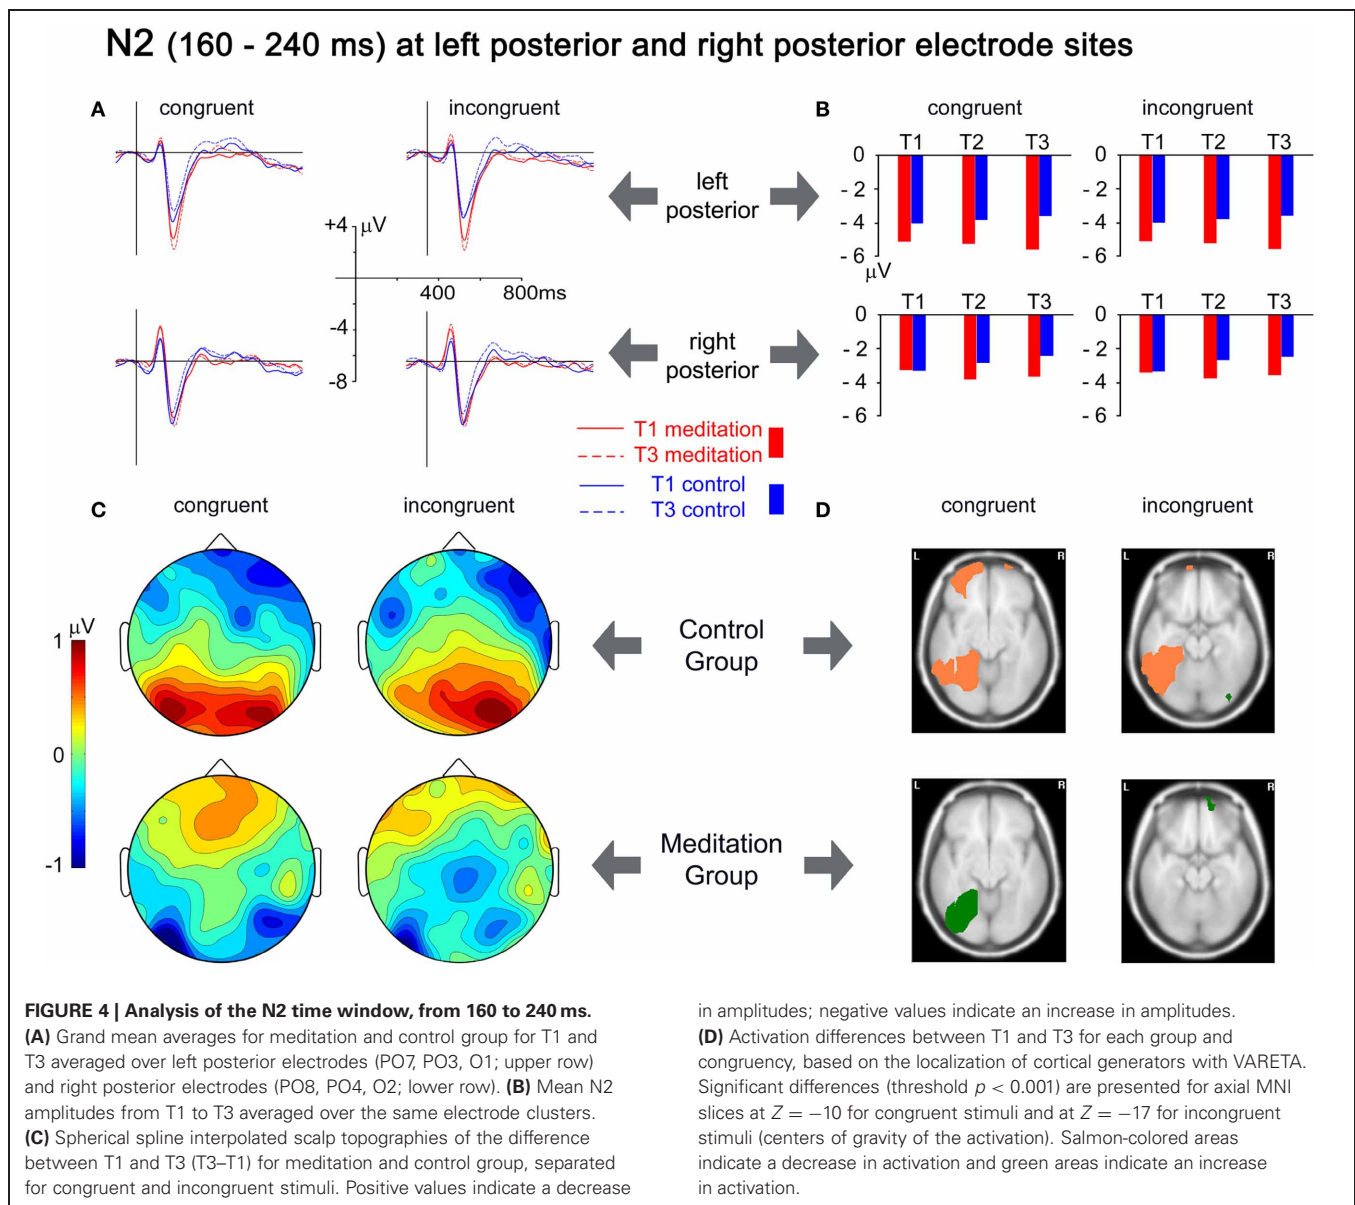 N2 (160 - 240 ms) at left posterior and right posterior electrode sites
A
congruent
incongruent
+4
μV
400
800ms
-4
-8
left
posterior
right
posterior
B
congruent
incongruent
T1 T2 T3
T1 T2 T3
0
- 2
- 4
- 6
μV
0
- 2
- 4
- 6
T1 T2 T3
T1 T2 T3
0
- 2
- 4
- 6
0
- 2
- 4
- 6
T1 meditation
T3 meditation
T1 control
T3 control
C
congruent
incongruent
μV
1
0
-1
Control
Group
Meditation
Group
D
congruent
incongruent
L R
L R
L R
L R
FIGURE 4 | Analysis of the N2 time window, from 160 to 240 ms.
(A) Grand mean averages for meditation and control group for T1 and
T3 averaged over left posterior electrodes (PO7, PO3, O1; upper row)
and right posterior electrodes (PO8, PO4, O2; lower row). (B) Mean N2
amplitudes from T1 to T3 averaged over the same electrode clusters.
(C) Spherical spline interpolated scalp topographies of the difference
between T1 and T3 (T3–T1) for meditation and control group, separated
for congruent and incongruent stimuli. Positive values indicate a decrease
in amplitudes; negative values indicate an increase in amplitudes.
(D) Activation differences between T1 and T3 for each group and
congruency, based on the localization of cortical generators with VARETA.
Significant differences (threshold p < 0.001) are presented for axial MNI
slices at Z = −10 for congruent stimuli and at Z = −17 for incongruent
stimuli (centers of gravity of the activation). Salmon-colored areas
indicate a decrease in activation and green areas indicate an increase
in activation.